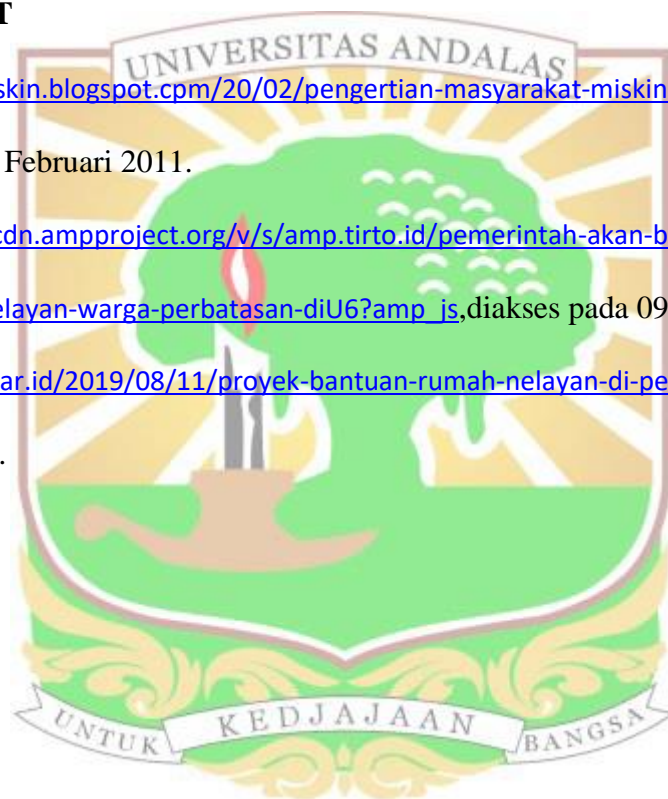 T
UNIVERSITAS ANDALAS
skin.blogspot.cpm/20/02/pengertian-masyarakat-miskin
Februari 2011.
cdn.ampproject.org/v/s/amp.tirto.id/pemerintah-akan-b
elayan-warga-perbatasan-diU6?amp_js,diakses pada 09
ar.id/2019/08/11/proyek-bantuan-rumah-nelayan-di-pe
.
UNTUK KEDJAJAAN BANGSA